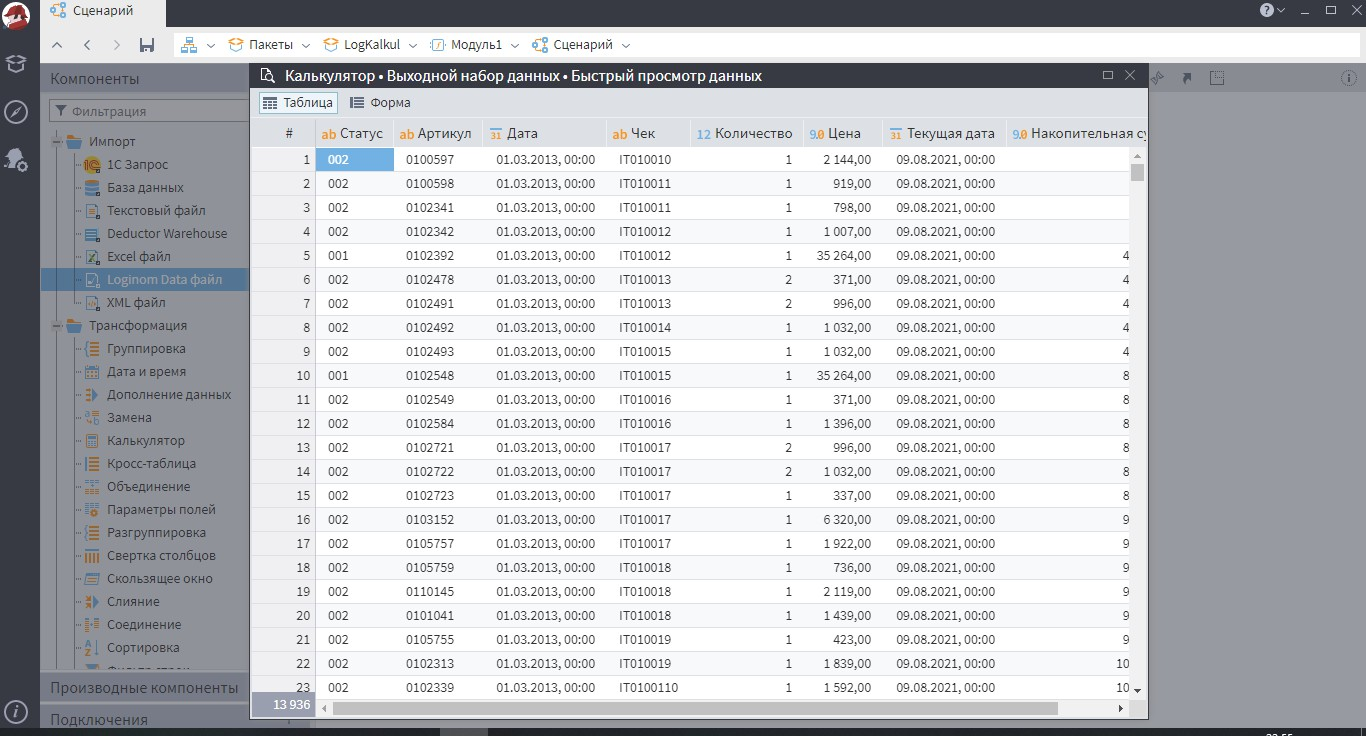 Сценарий
Пакеты LogKalkul Модуль1 Сценарий
Компоненты
Фильтрация
Импорт
1С Запрос
База данных
Текстовый файл
Deductor Warehouse
Excel файл
Loginom Data файл
XML файл
Трансформация
Группировка
Дата и время
Дополнение данных
Замена
Калькулятор
Кросс-таблица
Объединение
Параметры полей
Разгруппировка
Свертка столбцов
Скользящее окно
Слияние
Соединение
Сортировка
Производные компоненты
Подключения
Калькулятор • Выходной набор данных • Быстрый просмотр данных
Таблица Форма
# ab Статус ab Артикул 31 Дата ab Чек 12 Количество 9.0 Цена 31 Текущая дата 9.0 Накопительная
1 002 0100597 01.03.2013, 00:00 IT010010 1 2 144,00 09.08.2021, 00:00
2 002 0100598 01.03.2013, 00:00 IT010011 1 919,00 09.08.2021, 00:00
3 002 0102341 01.03.2013, 00:00 IT010011 1 798,00 09.08.2021, 00:00
4 002 0102342 01.03.2013, 00:00 IT010012 1 1 007,00 09.08.2021, 00:00
5 001 0102392 01.03.2013, 00:00 IT010012 1 35 264,00 09.08.2021, 00:00 4
6 002 0102478 01.03.2013, 00:00 IT010013 2 371,00 09.08.2021, 00:00 4
7 002 0102491 01.03.2013, 00:00 IT010013 2 996,00 09.08.2021, 00:00 4
8 002 0102492 01.03.2013, 00:00 IT010014 1 1 032,00 09.08.2021, 00:00 4
9 002 0102493 01.03.2013, 00:00 IT010015 1 1 032,00 09.08.2021, 00:00 4
10 001 0102548 01.03.2013, 00:00 IT010015 1 35 264,00 09.08.2021, 00:00 8
11 002 0102549 01.03.2013, 00:00 IT010016 1 371,00 09.08.2021, 00:00 8
12 002 0102584 01.03.2013, 00:00 IT010016 1 1 396,00 09.08.2021, 00:00 8
13 002 0102721 01.03.2013, 00:00 IT010017 2 996,00 09.08.2021, 00:00 8
14 002 0102722 01.03.2013, 00:00 IT010017 2 1 032,00 09.08.2021, 00:00 8
15 002 0102723 01.03.2013, 00:00 IT010017 1 337,00 09.08.2021, 00:00 8
16 002 0103152 01.03.2013, 00:00 IT010017 1 6 320,00 09.08.2021, 00:00 9
17 002 0105757 01.03.2013, 00:00 IT010017 1 1 922,00 09.08.2021, 00:00 9
18 002 0105759 01.03.2013, 00:00 IT010018 1 736,00 09.08.2021, 00:00 9
19 002 0110145 01.03.2013, 00:00 IT010018 1 2 119,00 09.08.2021, 00:00 9
20 002 0101041 01.03.2013, 00:00 IT010018 1 1 439,00 09.08.2021, 00:00 9
21 002 0105755 01.03.2013, 00:00 IT010019 1 423,00 09.08.2021, 00:00 9
22 002 0102313 01.03.2013, 00:00 IT010019 1 1 839,00 09.08.2021, 00:00 10
23 002 0102339 01.03.2013, 00:00 IT0100110 1 1 592,00 09.08.2021, 00:00 10
13 936